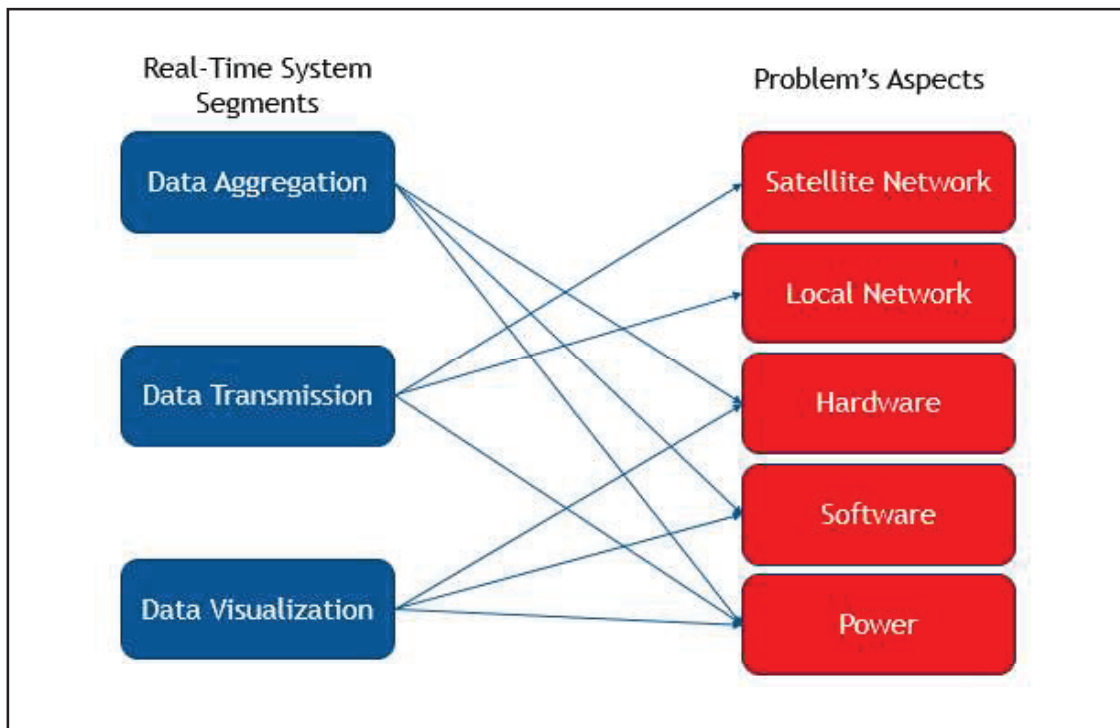 Real-Time System
Segments
Problem's Aspects
Data Aggregation
Data Transmission
Data Visualization
Satellite Network
Local Network
Hardware
Software
Power